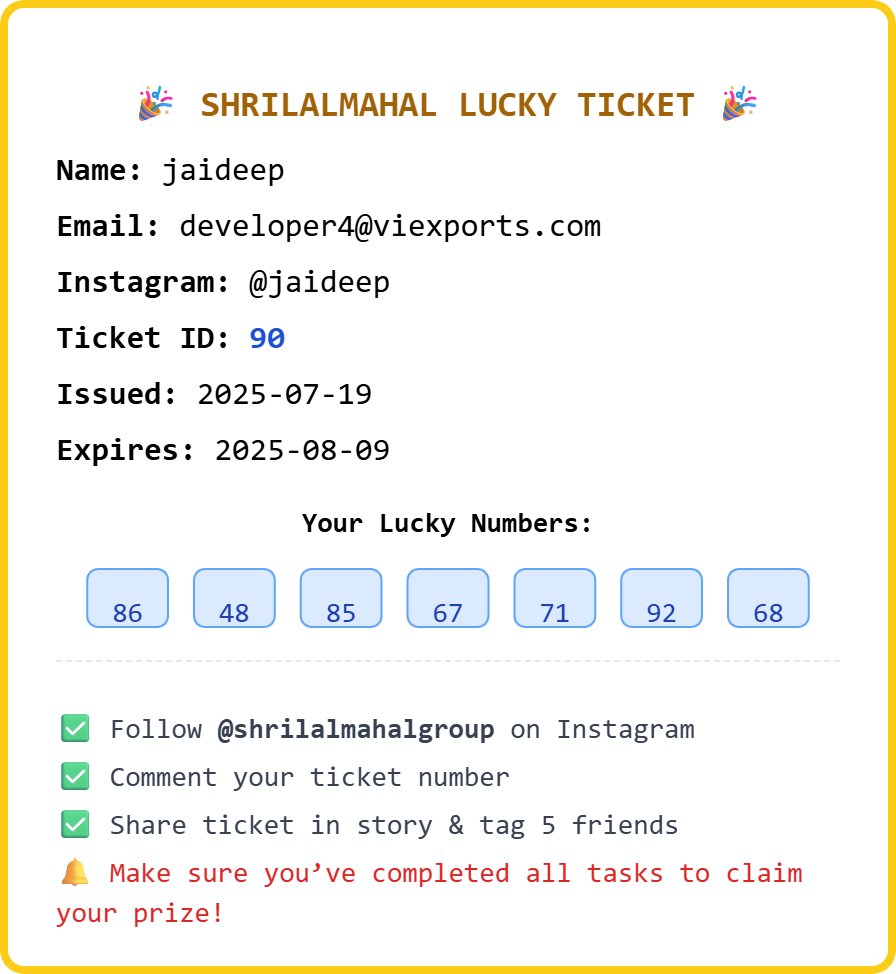 🎉 SHRILALMAHAL LUCKY TICKET 🎉
Name: jaideep
Email: developer4@viexports.com
Instagram: @jaideep
Ticket ID: 90
Issued: 2025-07-19
Expires: 2025-08-09
Your Lucky Numbers:
86 48 85 67 71 92 68
✅ Follow @shrilalmahalgroup on Instagram
✅ Comment your ticket number
✅ Share ticket in story & tag 5 friends
🔔 Make sure you’ve completed all tasks to claim
your prize!